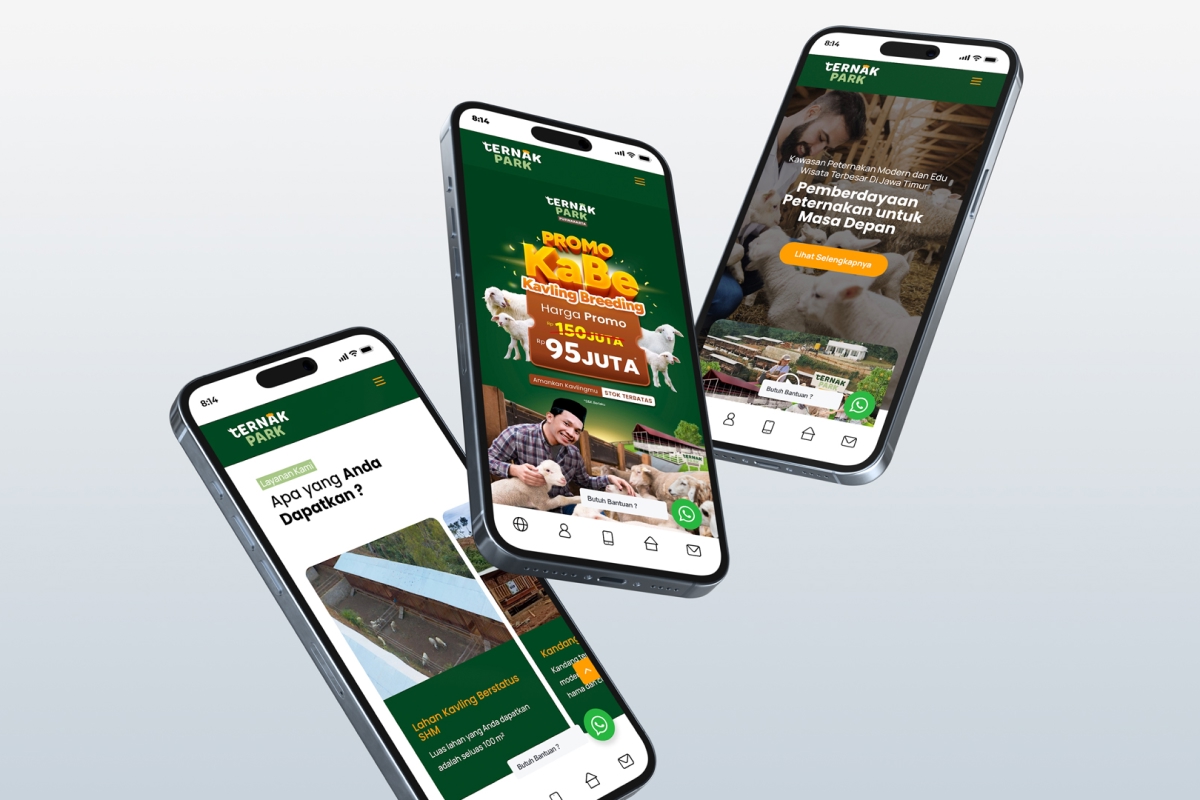 8:14
tERNAK
PARK
Layanan Kami
Apa yang Anda
Dapatkan ?
Lahan Kavling Berstatus
SHM
Luas lahan yang Anda dapatkan
adalah seluas 100 m²
Kandang
Kandang
mode
hama dan
Butuh Bantuan ?
8:14
tERNAK
PARK
tERNAK
PARK
PURWAKARTA
PROMO
KaBe
Kavling Breeding
Harga Promo
Rp 150JUTA
Rp 95JUTA
Amankan Kavlingmu STOK TERBATAS
TERNAK
Butuh Bantuan ?
8:14
tERNAK
PARK
Kawasan Peternakan Modern dan Edu
Wisata Terbesar Di Jawa Timur
Pemberdayaan
Peternakan untuk
Masa Depan
Lihat Selengkapnya
tERNAK
PARK
Butuh Bantuan ?